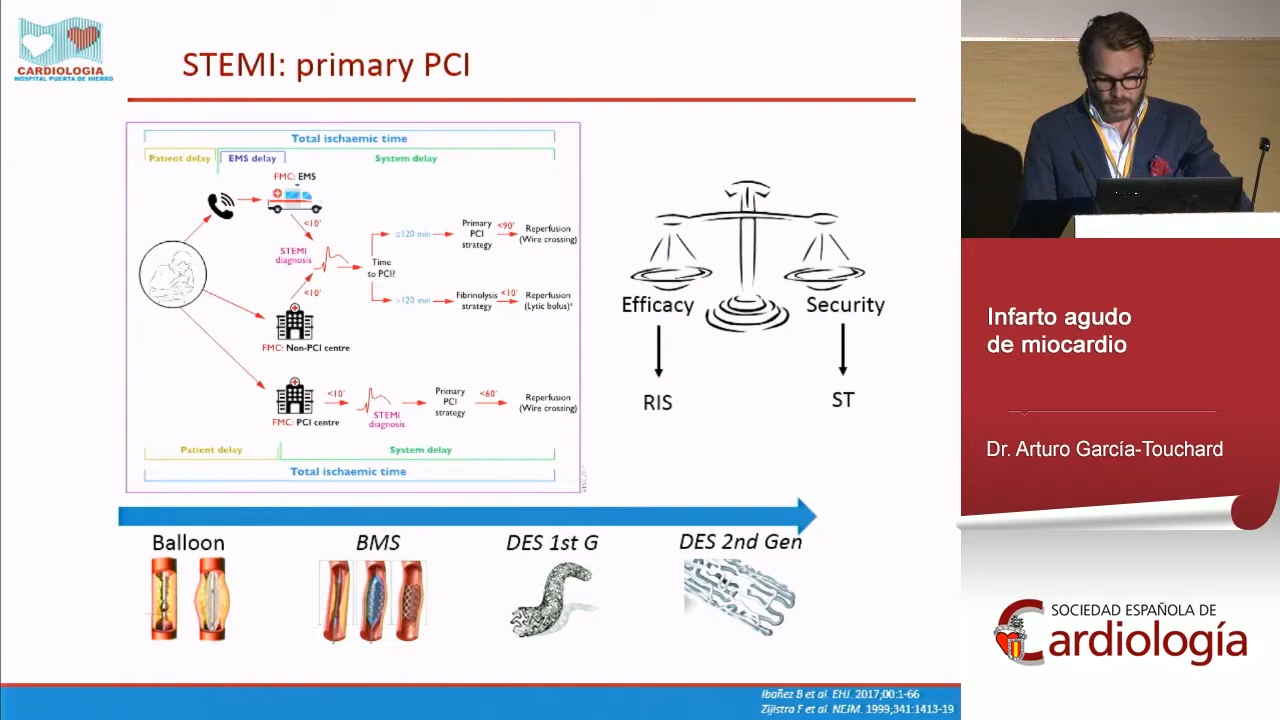 CARDIOLOGIA
HOSPITAL PUERTA DE HIERRO
STEMI: primary PCI
Total ischaemic time
Patient delay
EMS delay
System delay
FMC: EMS
<10'
STEMI
diagnosis
<10'
Time
to PCI?
≤120 min
Primary
PCI
strategy
<90'
Reperfusion
(Wire crossing)
>120 min
Fibrinolysis
strategy
<10'
Reperfusion
(Lytic bolus)ª
FMC: Non-PCI centre
FMC: PCI centre
<10'
STEMI
diagnosis
Primary
PCI
strategy
<60'
Reperfusion
(Wire crossing)
Patient delay
System delay
Total ischaemic time
Efficacy
Security
RIS
ST
Balloon
BMS
DES 1st G
DES 2nd Gen
Ibañez B et al. EHJ. 2017;00:1-66
Zijlstra F et al. NEJM. 1999;341:1413-19
Infarto agudo
de miocardio
Dr. Arturo García-Touchard
SOCIEDAD ESPAÑOLA DE
Cardiología